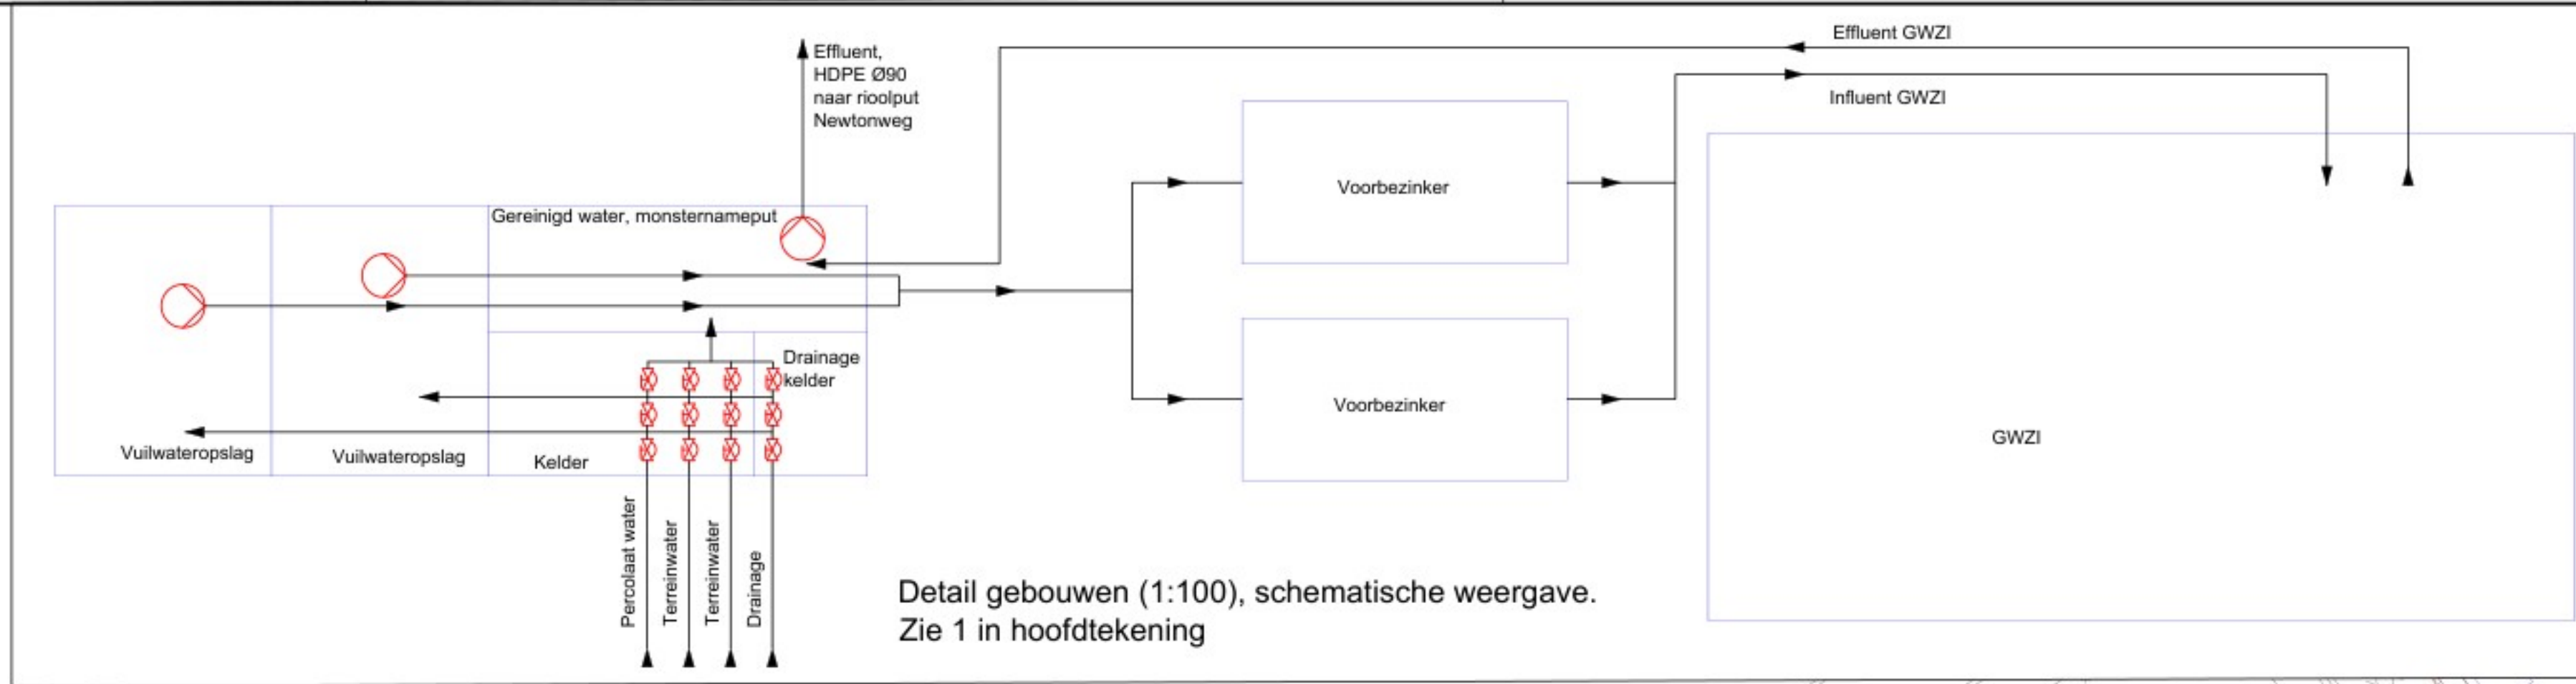 Effluent GWZI
Effluent,
HDPE Ø90
naar rioolput
Newtonweg
Influent GWZI
Voorbezinker
Gereinigd water, monsternameput
Drainage
kelder
Voorbezinker
Vuilwateropslag
Vuilwateropslag
Kelder
GWZI
Percolaat water
Terreinwater
Terreinwater
Drainage
Detail gebouwen (1:100), schematische weergave.
Zie 1 in hoofdtekening